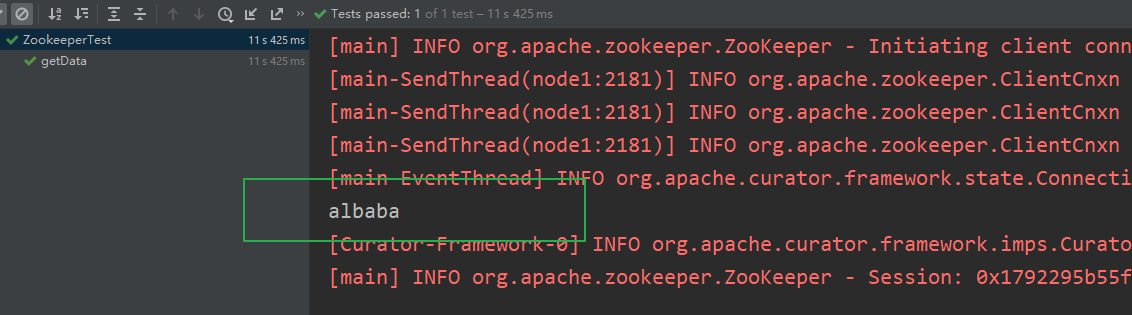 Tests passed: 1 of 1 test – 11 s 425 ms
ZookeeperTest 11 s 425 ms
getData 11 s 425 ms
[main] INFO org.apache.zookeeper.ZooKeeper - Initiating client conn
[main-SendThread(node1:2181)] INFO org.apache.zookeeper.ClientCnxn
[main-SendThread(node1:2181)] INFO org.apache.zookeeper.ClientCnxn
[main-SendThread(node1:2181)] INFO org.apache.zookeeper.ClientCnxn
[main-EventThread] INFO org.apache.curator.framework.state.Connecti
albaba
[Curator-Framework-0] INFO org.apache.curator.framework.imps.Curato
[main] INFO org.apache.zookeeper.ZooKeeper - Session: 0x1792295b55f